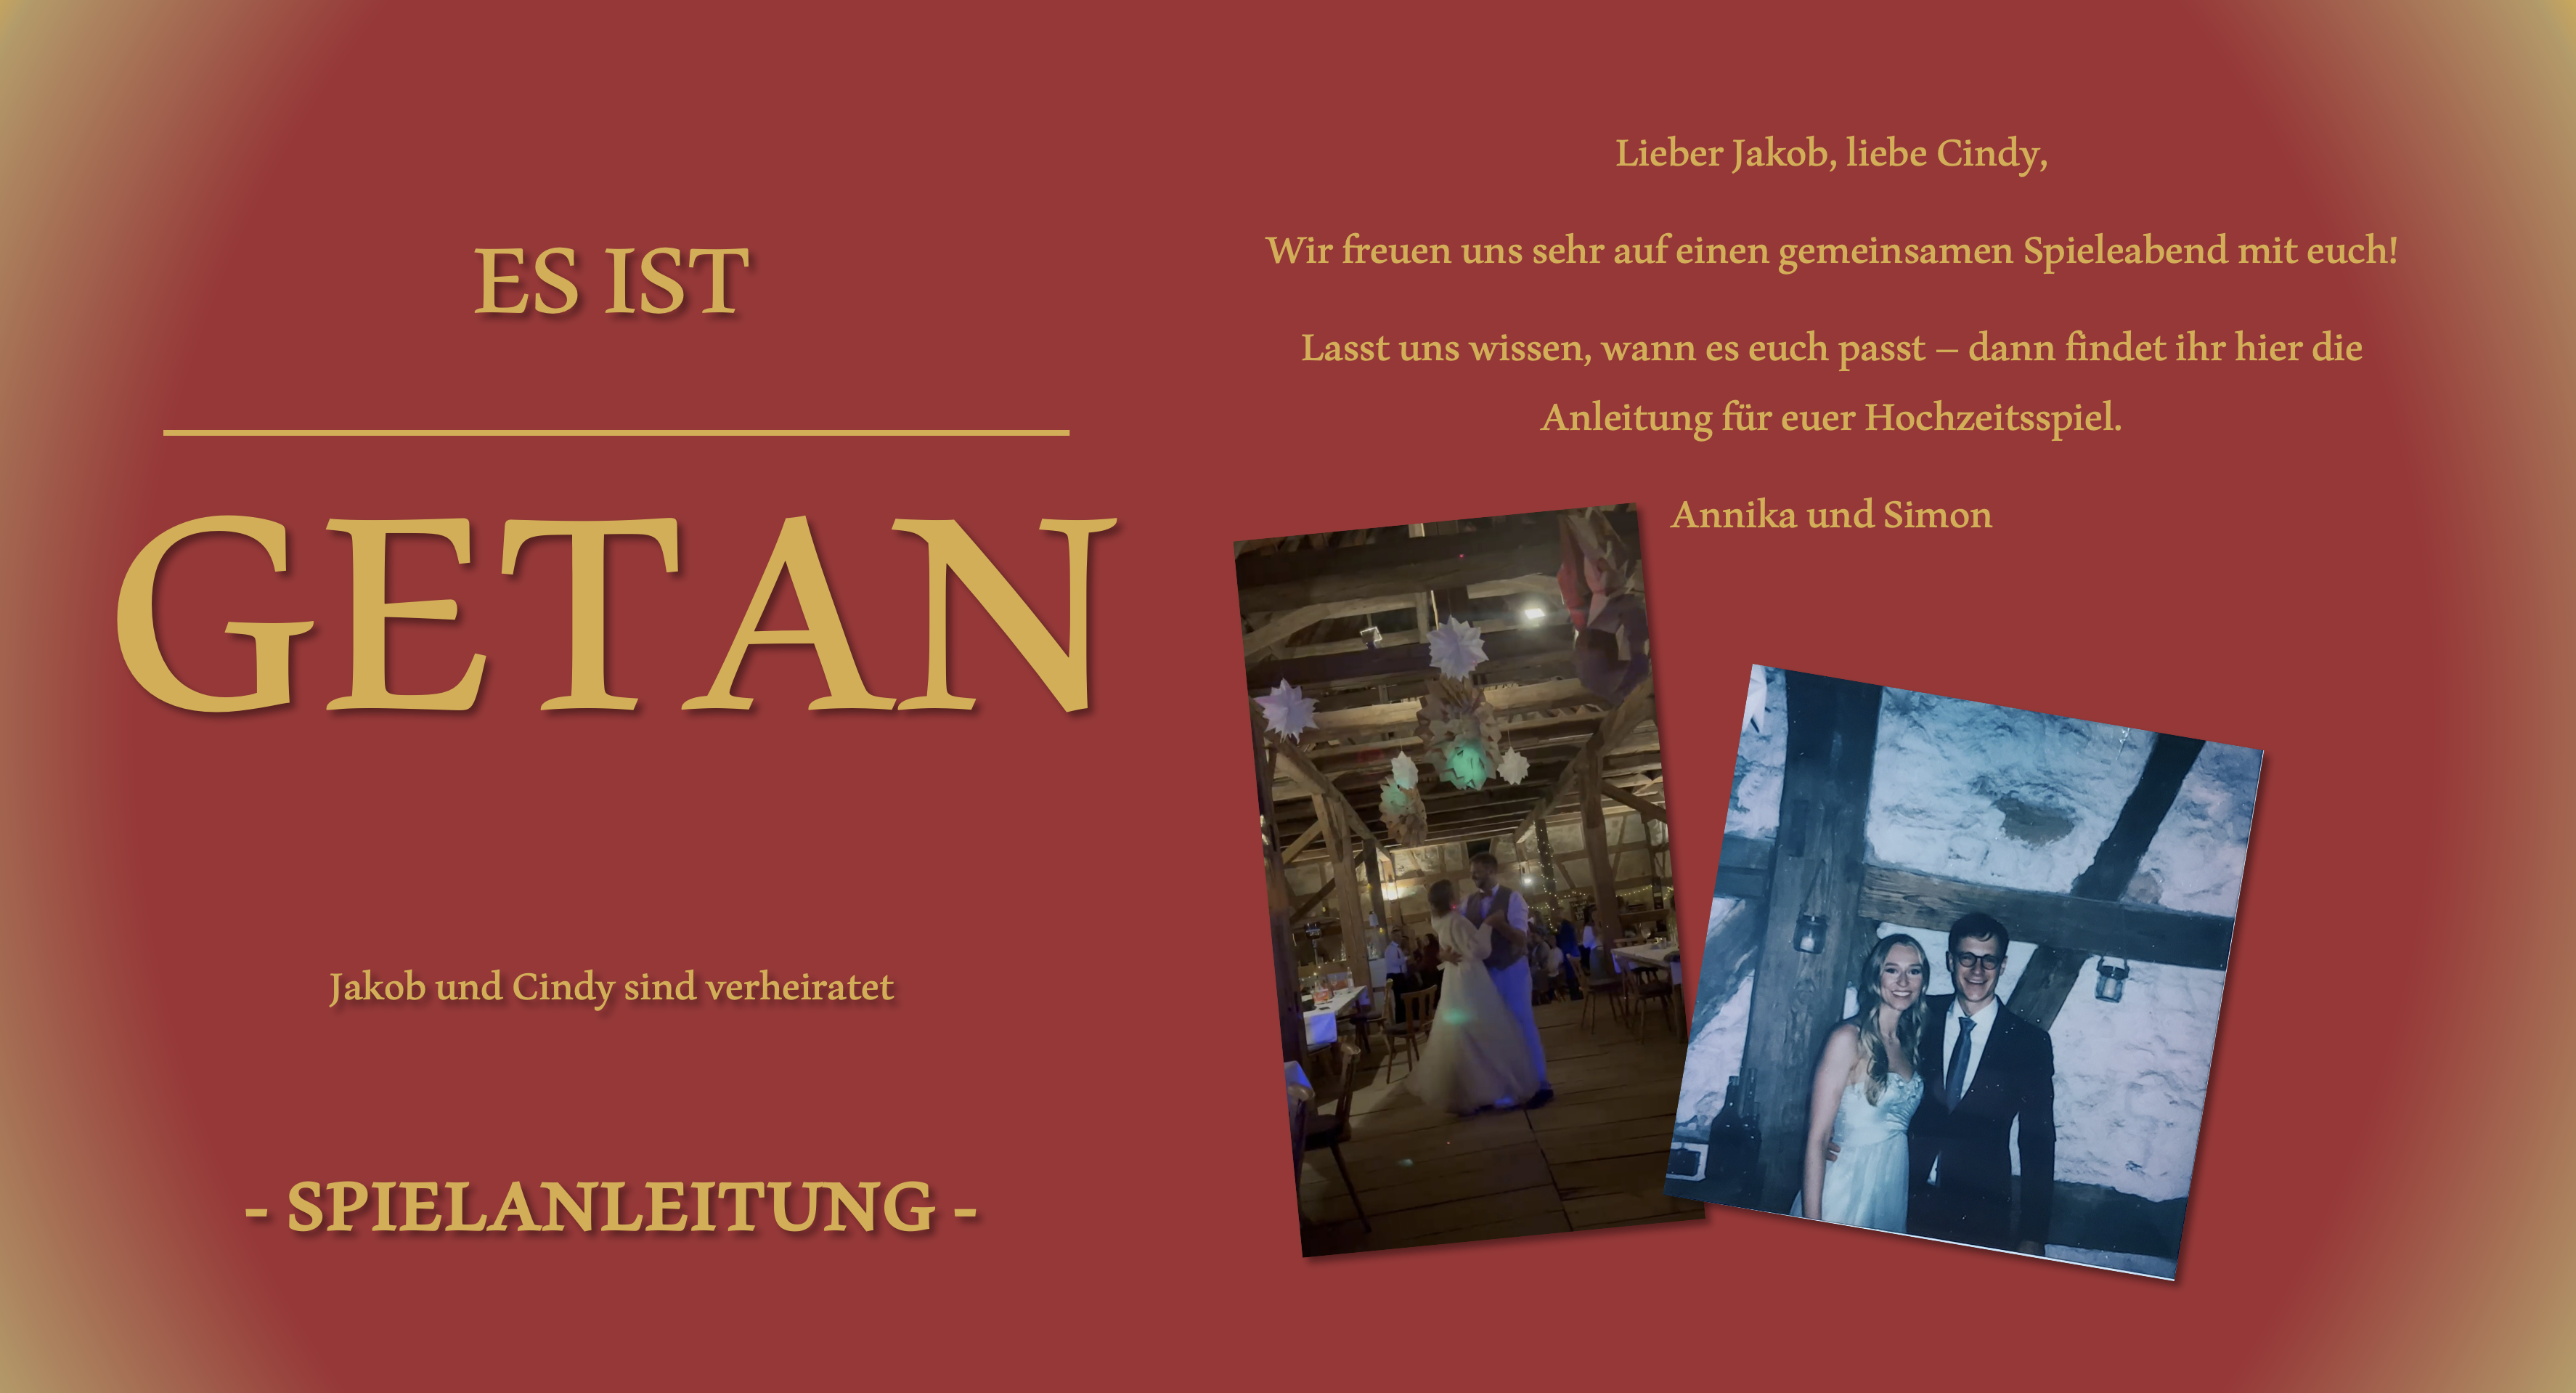 ES IST
GETAN
Jakob und Cindy sind verheiratet
- SPIELANLEITUNG -
Lieber Jakob, liebe Cindy,
Wir freuen uns sehr auf einen gemeinsamen Spieleabend mit euch!
Lasst uns wissen, wann es euch passt – dann findet ihr hier die
Anleitung für euer Hochzeitsspiel.
Annika und Simon